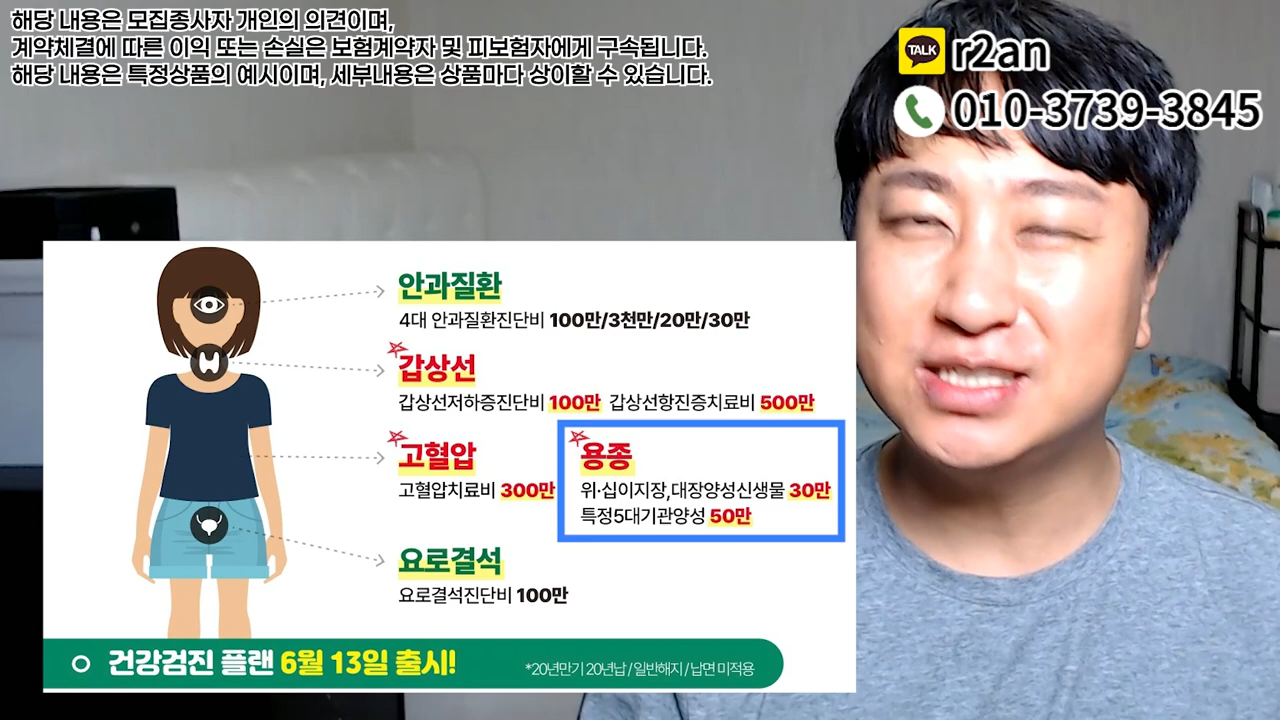 해당 내용은 모집종사자 개인의 의견이며,
계약체결에 따른 이익 또는 손실은 보험계약자 및 피보험자에게 구속됩니다.
해당 내용은 특정상품의 예시이며, 세부내용은 상품마다 상이할 수 있습니다.
TALK r2an
010-3739-3845
안과질환
4대 안과질환진단비 100만/3천만/20만/30만
갑상선
갑상선저하증진단비 100만 갑상선항진증치료비 500만
고혈압
고혈압치료비 300만
용종
위·십이지장,대장양성신생물 30만
특정5대기관양성 50만
요로결석
요로결석진단비 100만
건강검진 플랜 6월 13일 출시!
*20년만기 20년납 / 일반해지 / 납면 미적용